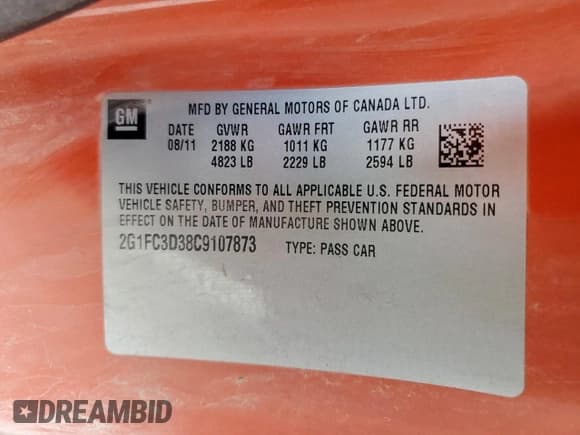 GM
MFD BY GENERAL MOTORS OF CANADA LTD.
DATE GVWR GAWR FRT GAWR RR
08/11 2188 KG 1011 KG 1177 KG
4823 LB 2229 LB 2594 LB
THIS VEHICLE CONFORMS TO ALL APPLICABLE U.S. FEDERAL MOTOR
VEHICLE SAFETY, BUMPER, AND THEFT PREVENTION STANDARDS IN
EFFECT ON THE DATE OF MANUFACTURE SHOWN ABOVE.
2G1FC3D38C9107873 TYPE: PASS CAR
DREAMBID